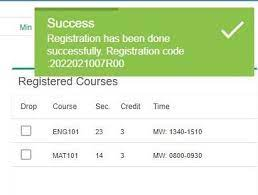 Success
Registration has been done
successfully. Registration code
:2022021007R00
Min
Registered Courses
Drop Course Sec. Credit Time
ENG101 23 3 MW: 1340-1510
MAT101 14 3 MW: 0800-0930